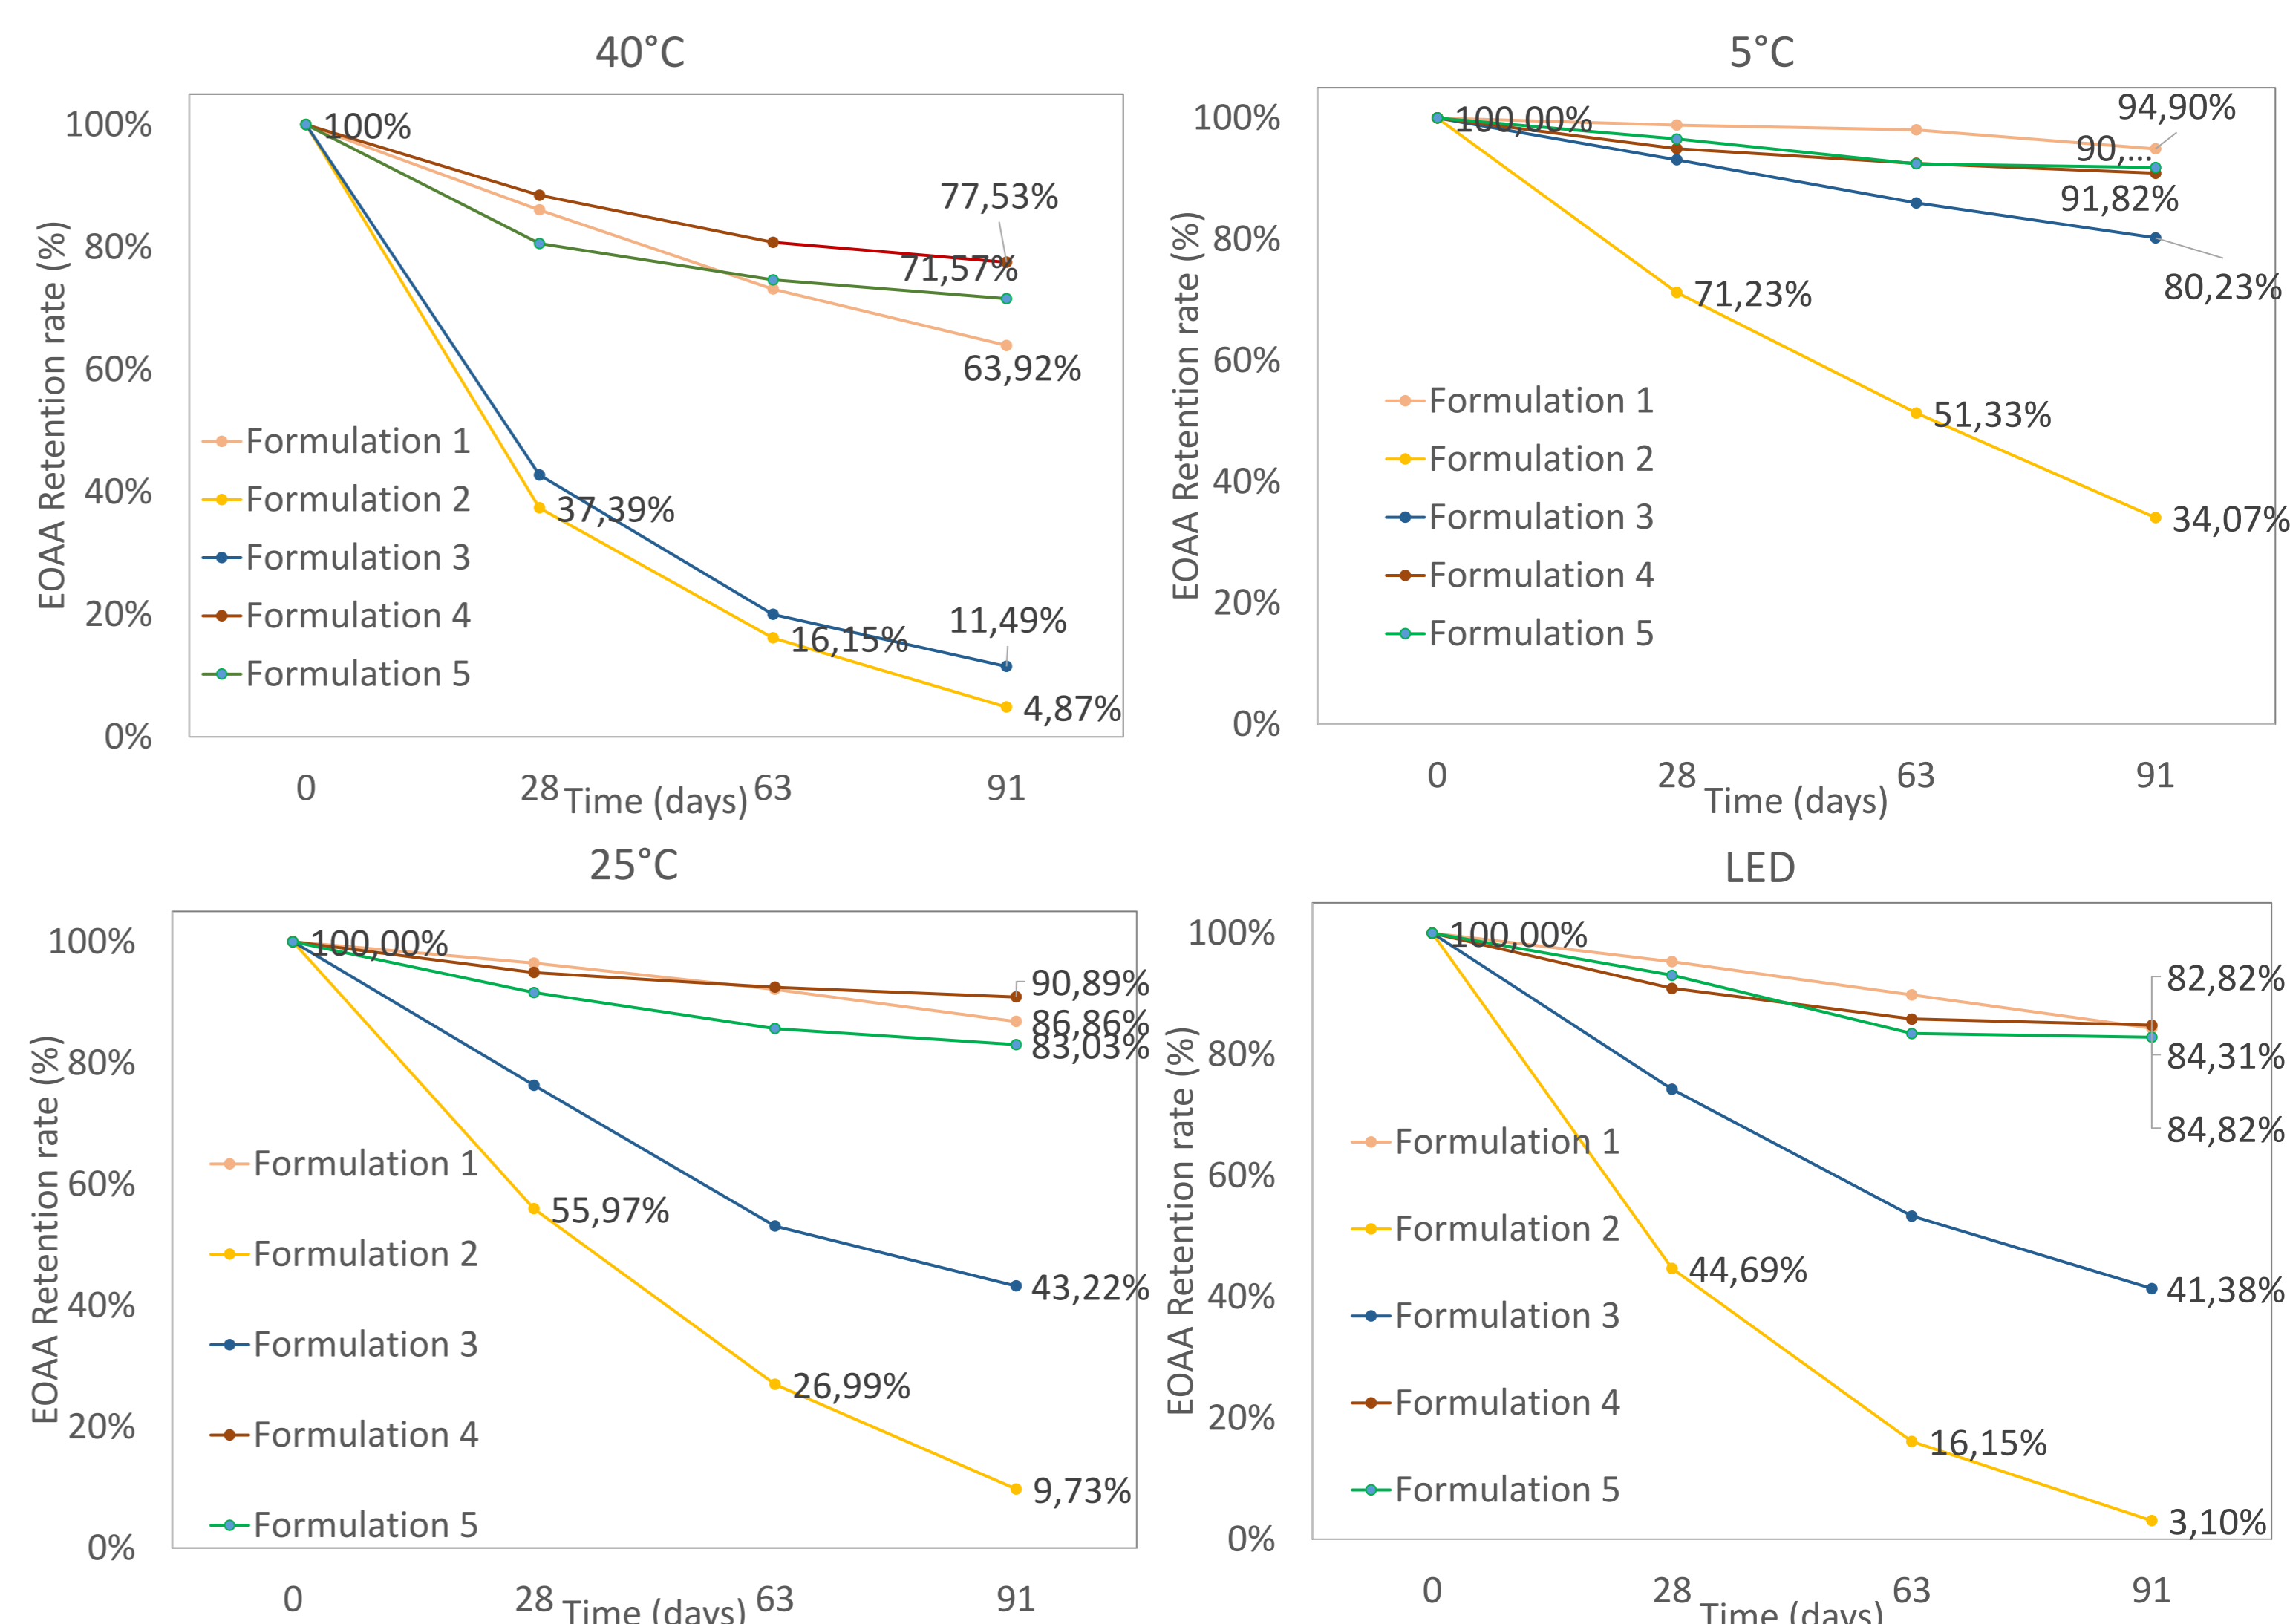 40°C
EOAA Retention rate (%)
100%
80%
60%
40%
20%
0%
100%
77,53%
71,57%
63,92%
37,39%
16,15%
11,49%
4,87%
Formulation 1
Formulation 2
Formulation 3
Formulation 4
Formulation 5
0 28 63 91
Time (days)
5°C
EOAA Retention rate (%)
100%
80%
60%
40%
20%
0%
100,00%
94,90%
90,...
91,82%
80,23%
71,23%
51,33%
34,07%
Formulation 1
Formulation 2
Formulation 3
Formulation 4
Formulation 5
0 28 63 91
Time (days)
25°C
EOAA Retention rate (%)
100%
80%
60%
40%
20%
0%
100,00%
90,89%
86,86%
83,03%
55,97%
43,22%
26,99%
9,73%
Formulation 1
Formulation 2
Formulation 3
Formulation 4
Formulation 5
0 28 63 91
Time (days)
LED
EOAA Retention rate (%)
100%
80%
60%
40%
20%
0%
100,00%
82,82%
84,31%
84,82%
44,69%
41,38%
16,15%
3,10%
Formulation 1
Formulation 2
Formulation 3
Formulation 4
Formulation 5
0 28 63 91
Time (days)